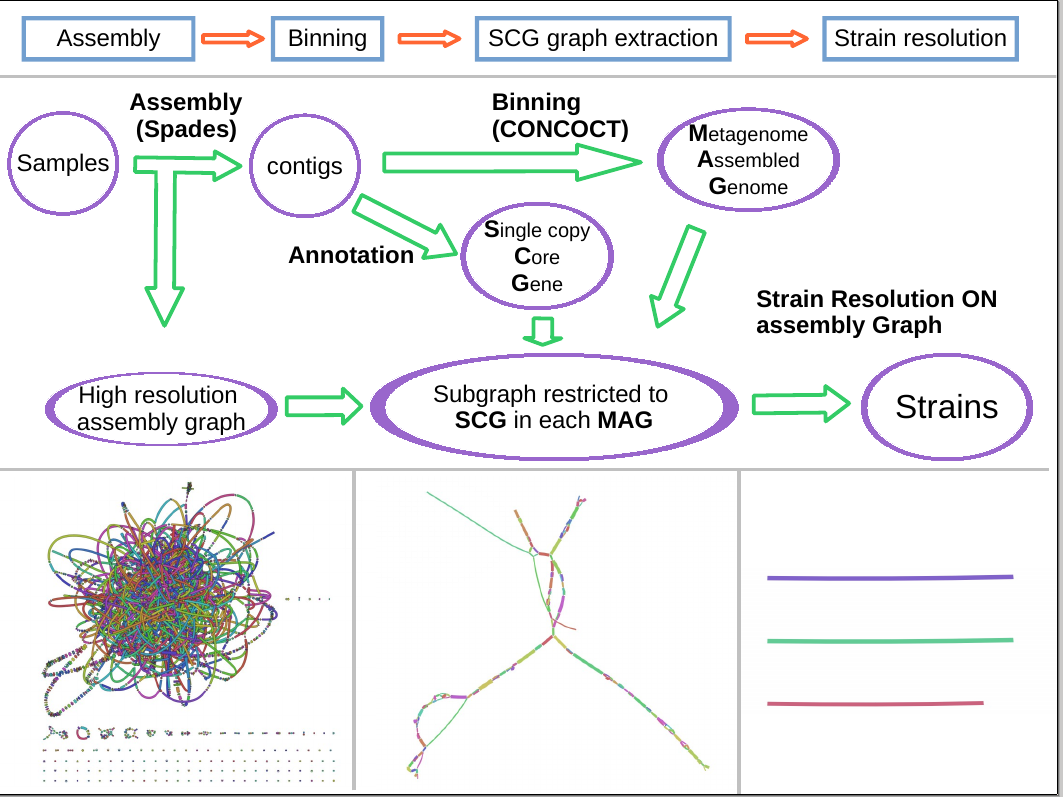 Assembly
Binning
SCG graph extraction
Strain resolution
Assembly
(Spades)
Binning
(CONCOCT)
Samples
contigs
Metagenome
Assembled
Genome
Annotation
Single copy
Core
Gene
Strain Resolution ON
assembly Graph
High resolution
assembly graph
Subgraph restricted to
SCG in each MAG
Strains